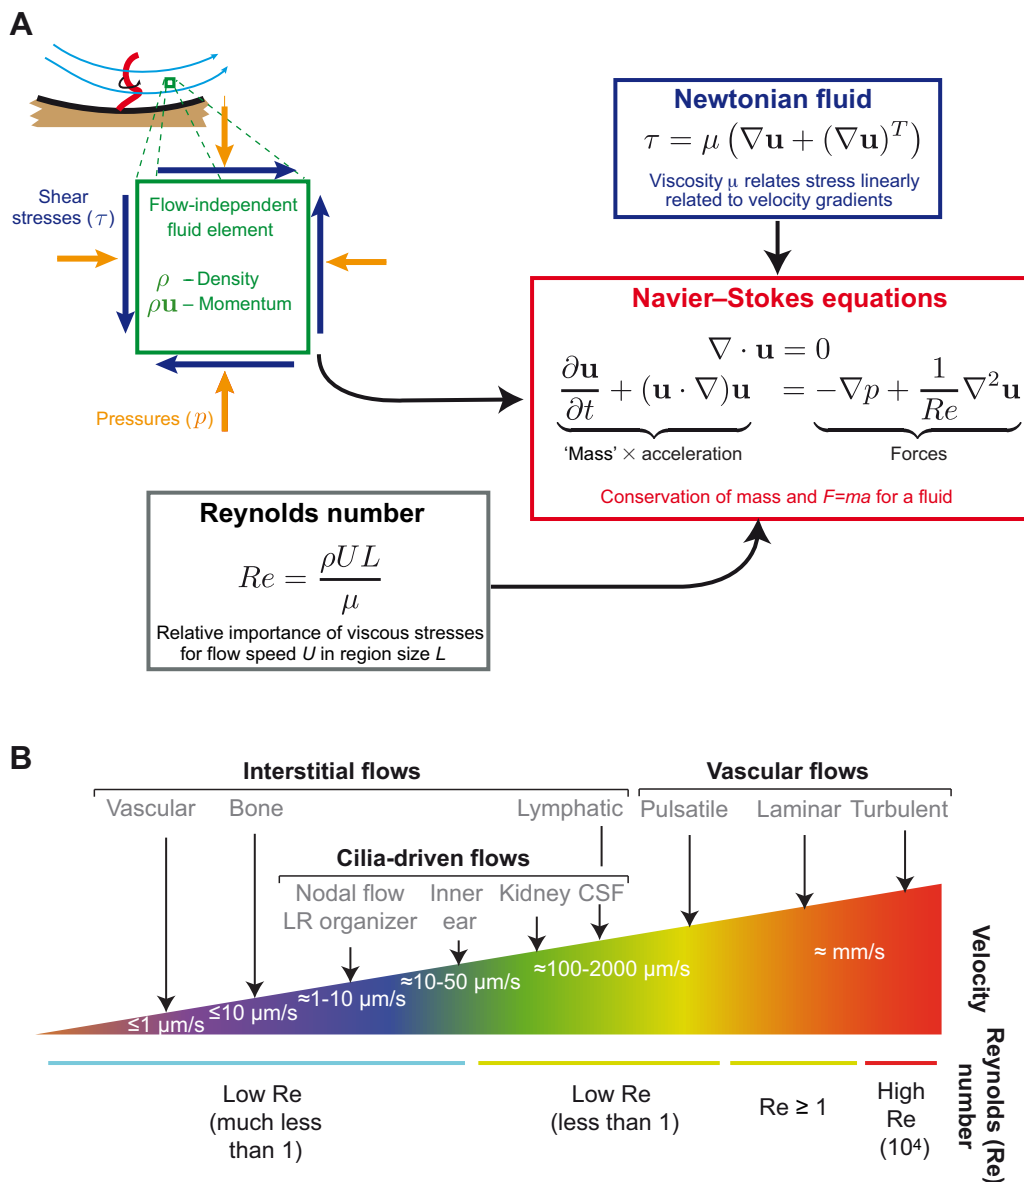 A
Shear
stresses (τ)
Flow-independent
fluid element
ρ – Density
ρu – Momentum
Pressures (p)
Newtonian fluid
τ = μ (∇u + (∇u)^T)
Viscosity μ relates stress linearly
related to velocity gradients
Navier–Stokes equations
∇ · u = 0
∂u/∂t + (u · ∇)u = −∇p + 1/Re ∇²u
‘Mass’ × acceleration
Forces
Conservation of mass and F=ma for a fluid
Reynolds number
Re = ρUL/μ
Relative importance of viscous stresses
for flow speed U in region size L
B
Interstitial flows
Vascular flows
Vascular
Bone
Lymphatic
Pulsatile
Laminar
Turbulent
Cilia-driven flows
Nodal flow
LR organizer
Inner
ear
Kidney
CSF
≤1 μm/s
≤10 μm/s
≈1-10 μm/s
≈10-50 μm/s
≈100-2000 μm/s
≈ mm/s
Velocity
Low Re
(much less
than 1)
Low Re
(less than 1)
Re ≥ 1
High
Re
(10⁴)
Reynolds (Re)
number